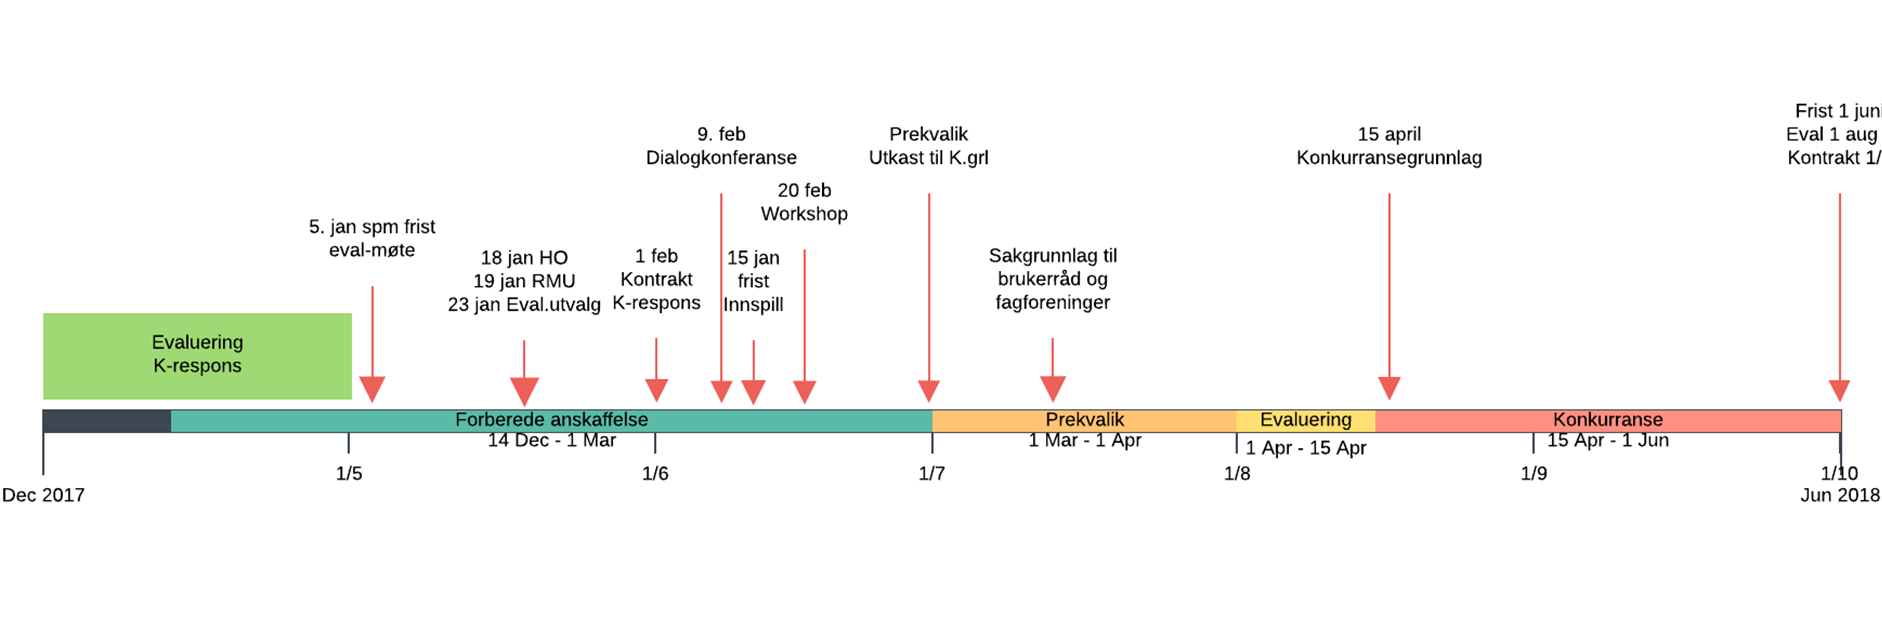 Frist 1 juni
Eval 1 aug
Kontrakt 1/
9. feb
Dialogkonferanse
Prekvalik
Utkast til K.grl
15 april
Konkurransegrunnlag
20 feb
Workshop
5. jan spm frist
eval-møte
18 jan HO
19 jan RMU
23 jan Eval.utvalg
1 feb
Kontrakt
K-respons
15 jan
frist
Innspill
Sakgrunnlag til
brukerråd og
fagforeninger
Evaluering
K-respons
Forberede anskaffelse
14 Dec - 1 Mar
Prekvalik
1 Mar - 1 Apr
Evaluering
1 Apr - 15 Apr
Konkurranse
15 Apr - 1 Jun
1/5
1/6
1/7
1/8
1/9
1/10
Dec 2017
Jun 2018